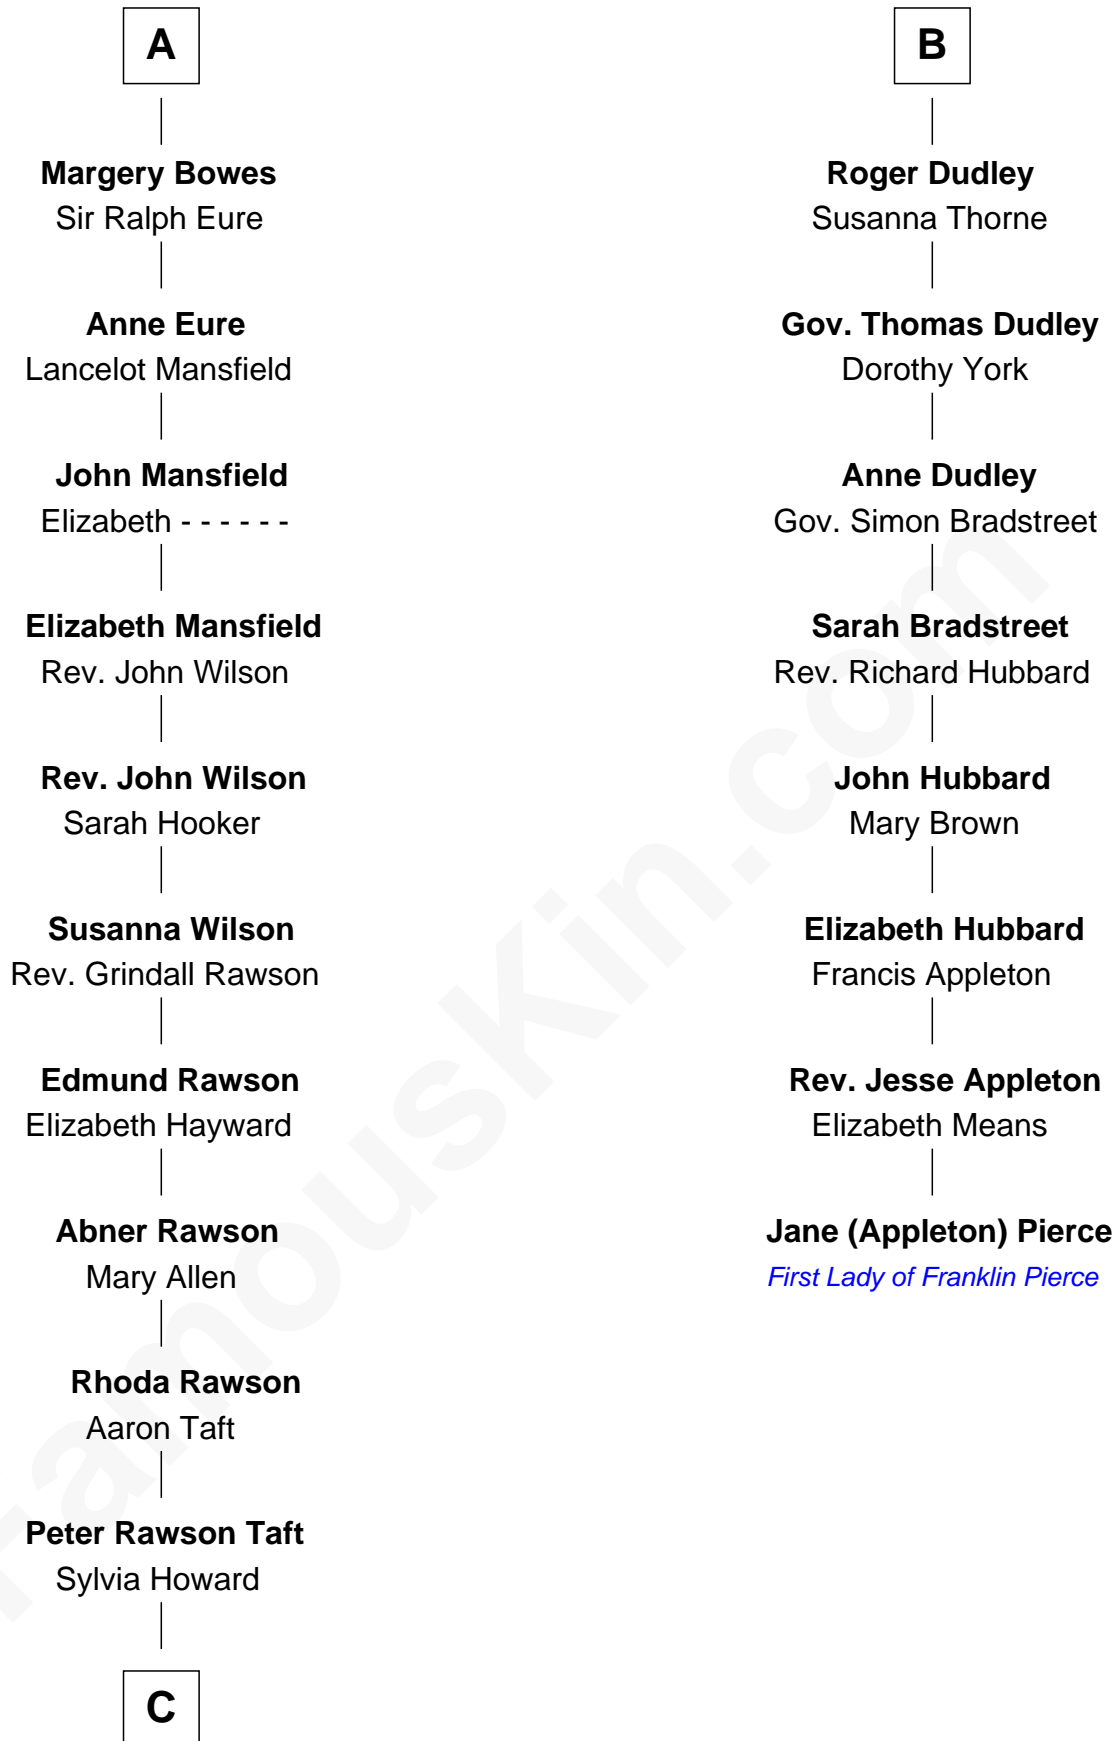 A
Margery Bowes
Sir Ralph Eure
Anne Eure
Lancelot Mansfield
John Mansfield
Elizabeth - - - - - -
Elizabeth Mansfield
Rev. John Wilson
Rev. John Wilson
Sarah Hooker
Susanna Wilson
Rev. Grindall Rawson
Edmund Rawson
Elizabeth Hayward
Abner Rawson
Mary Allen
Rhoda Rawson
Aaron Taft
Peter Rawson Taft
Sylvia Howard
C
B
Roger Dudley
Susanna Thorne
Gov. Thomas Dudley
Dorothy York
Anne Dudley
Gov. Simon Bradstreet
Sarah Bradstreet
Rev. Richard Hubbard
John Hubbard
Mary Brown
Elizabeth Hubbard
Francis Appleton
Rev. Jesse Appleton
Elizabeth Means
Jane (Appleton) Pierce
First Lady of Franklin Pierce
FamousKin.com